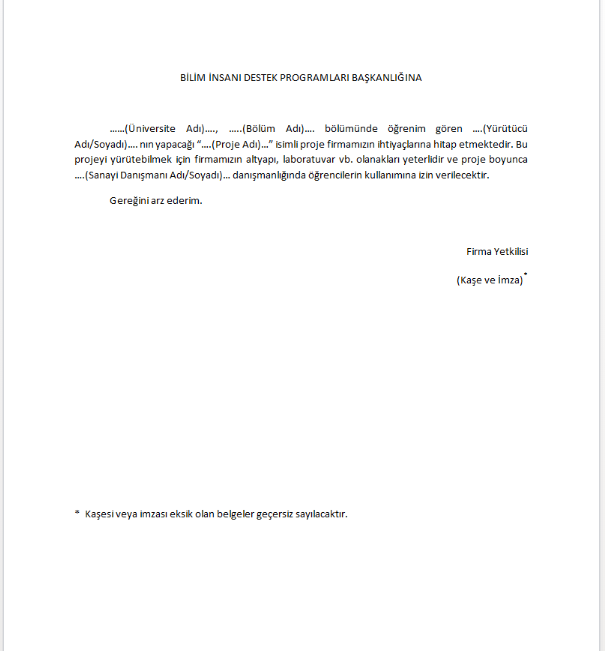 BİLİM İNSANI DESTEK PROGRAMLARI BAŞKANLIĞINA
……(Üniversite Adı)…., …..(Bölüm Adı)…. bölümünde öğrenim gören ….(Yürütücü
Adı/Soyadı)…. nın yapacağı “….(Proje Adı)…” isimli proje firmamızın ihtiyaçlarına hitap etmektedir. Bu
projeyi yürütebilmek için firmamızın altyapı, laboratuvar vb. olanakları yeterlidir ve proje boyunca
….(Sanayi Danışmanı Adı/Soyadı)… danışmanlığında öğrencilerin kullanımına izin verilecektir.
Gereğini arz ederim.
Firma Yetkilisi
(Kaşe ve İmza)*
* Kaşesi veya imzası eksik olan belgeler geçersiz sayılacaktır.